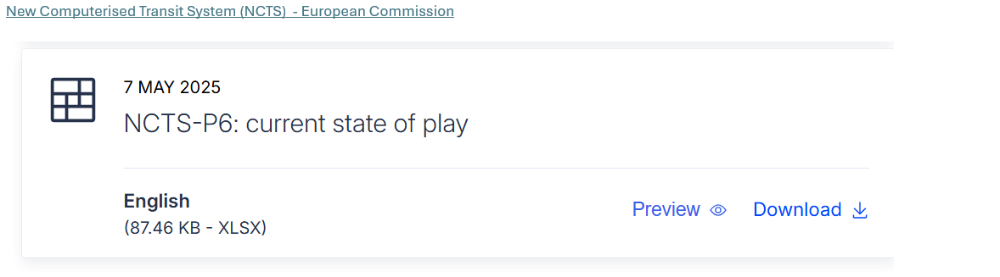 New Computerised Transit System (NCTS)  - European Commission
7 MAY 2025
NCTS-P6: current state of play
English
(87.46 KB - XLSX)
Preview
Download